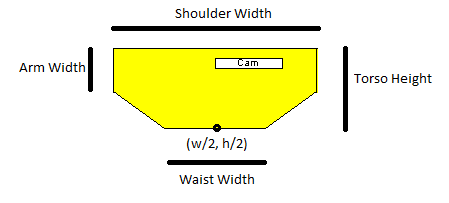 Shoulder Width
Arm Width
Cam
Torso Height
(w/2, h/2)
Waist Width